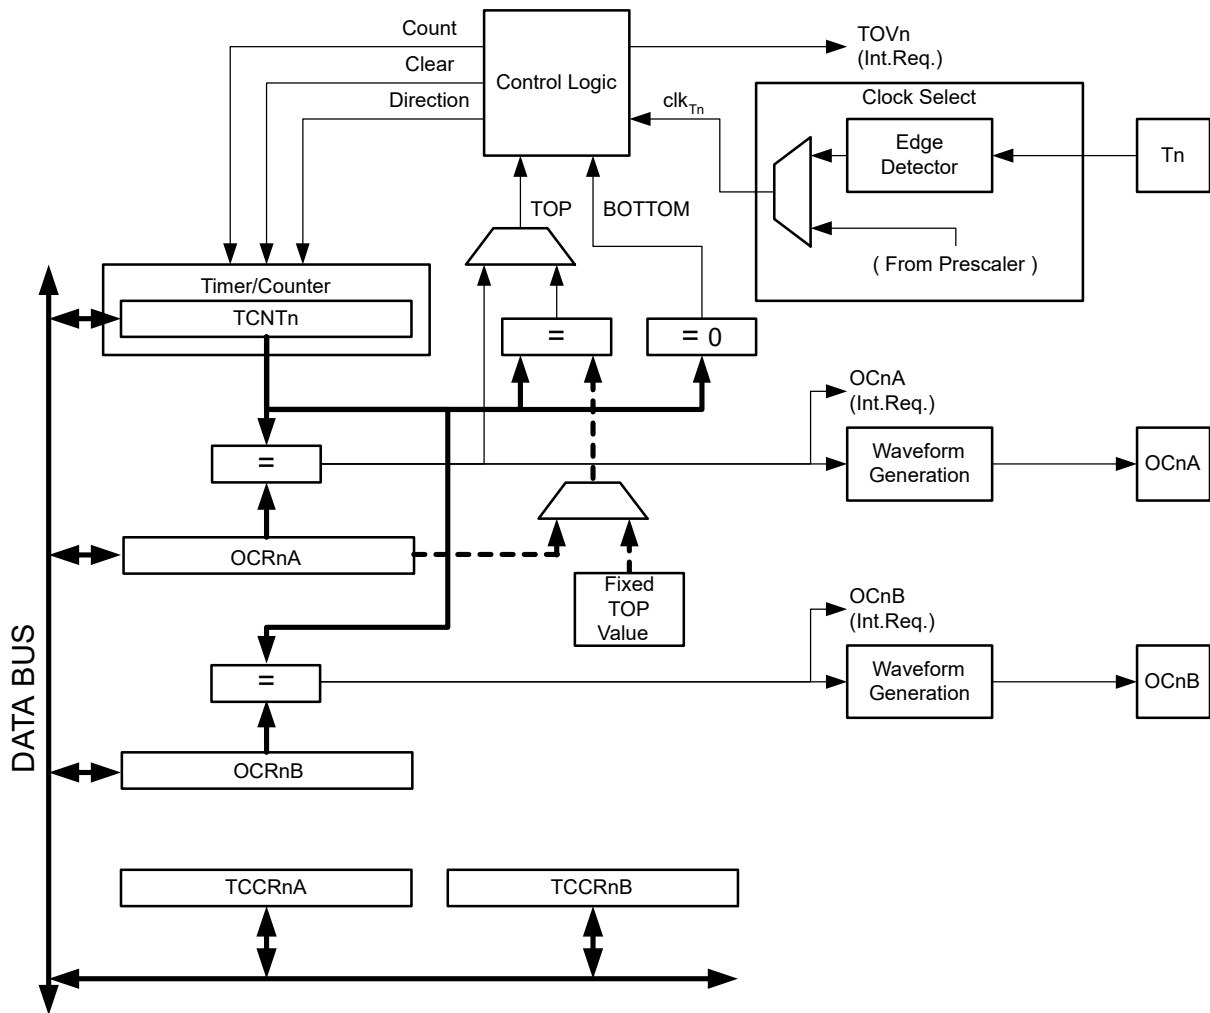 Count
TOVn
(Int.Req.)
Clear
Control Logic
Clock Select
Direction
clkTn
Edge
Detector
Tn
TOP
BOTTOM
( From Prescaler )
Timer/Counter
TCNTn
=
= 0
OCnA
(Int.Req.)
=
Waveform
Generation
OCnA
OCRnA
Fixed
TOP
Value
OCnB
(Int.Req.)
DATA BUS
=
Waveform
Generation
OCnB
OCRnB
TCCRnA
TCCRnB